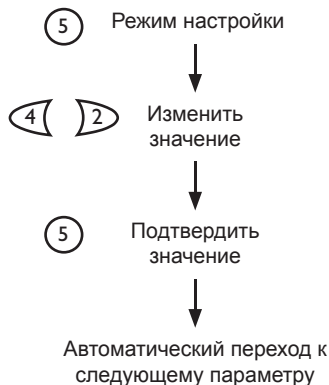 5 Режим настройки
4 2 Изменить
значение
5 Подтвердить
значение
Автоматический переход к
следующему параметру